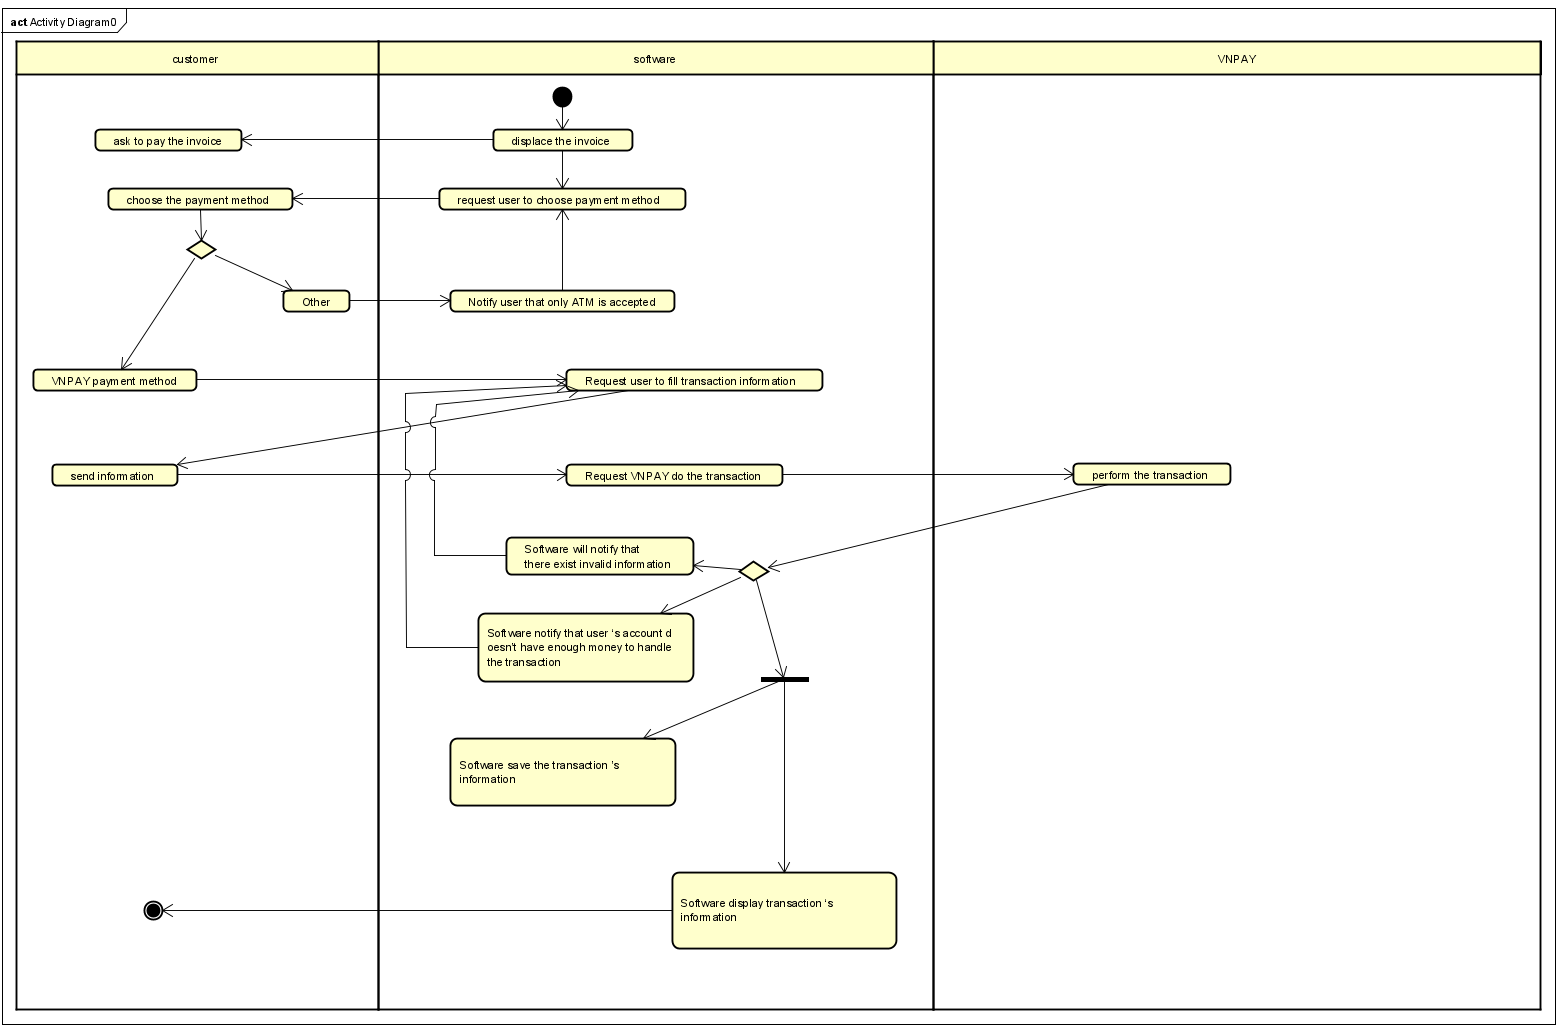 act Activity Diagram0
customer
software
VNPAY
ask to pay the invoice
displace the invoice
choose the payment method
request user to choose payment method
Other
Notify user that only ATM is accepted
VNPAY payment method
Request user to fill transaction information
send information
Request VNPAY do the transaction
perform the transaction
Software will notify that
there exist invalid information
Software notify that user 's account d
oesn't have enough money to handle
the transaction
Software save the transaction 's
information
Software display transaction 's
information